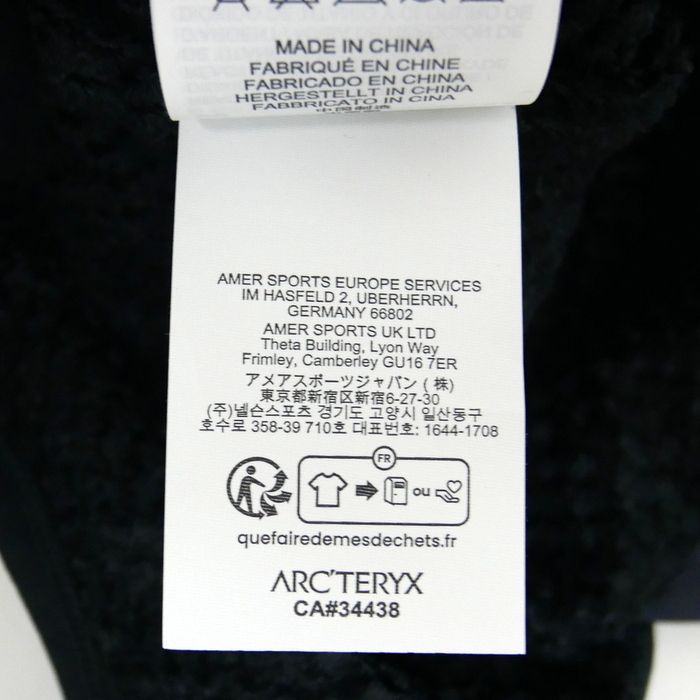 MADE IN CHINA
FABRIQUÉ EN CHINE
FABRICADO EN CHINA
HERGESTELLT IN CHINA
FABBRICATO IN CINA
AMER SPORTS EUROPE SERVICES
IM HASFELD 2, UBERHERRN,
GERMANY 66802
AMER SPORTS UK LTD
Theta Building, Lyon Way
Frimley, Camberley GU16 7ER
アメアスポーツジャパン (株)
東京都新宿区新宿6-27-30
(주)넬슨스포츠 경기도 고양시 일산동구
호수로 358-39 710호 대표번호: 1644-1708
FR
ou
quefairedemesdechets.fr
ARC'TERYX
CA#34438